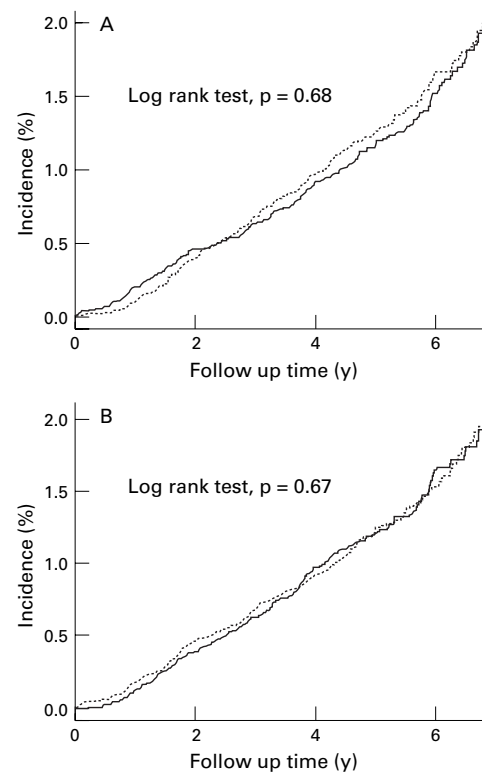 A
Log rank test, p = 0.68
Incidence (%)
2.0
1.5
1.0
0.5
0.0
0 2 4 6
Follow up time (y)
B
Log rank test, p = 0.67
Incidence (%)
2.0
1.5
1.0
0.5
0.0
0 2 4 6
Follow up time (y)